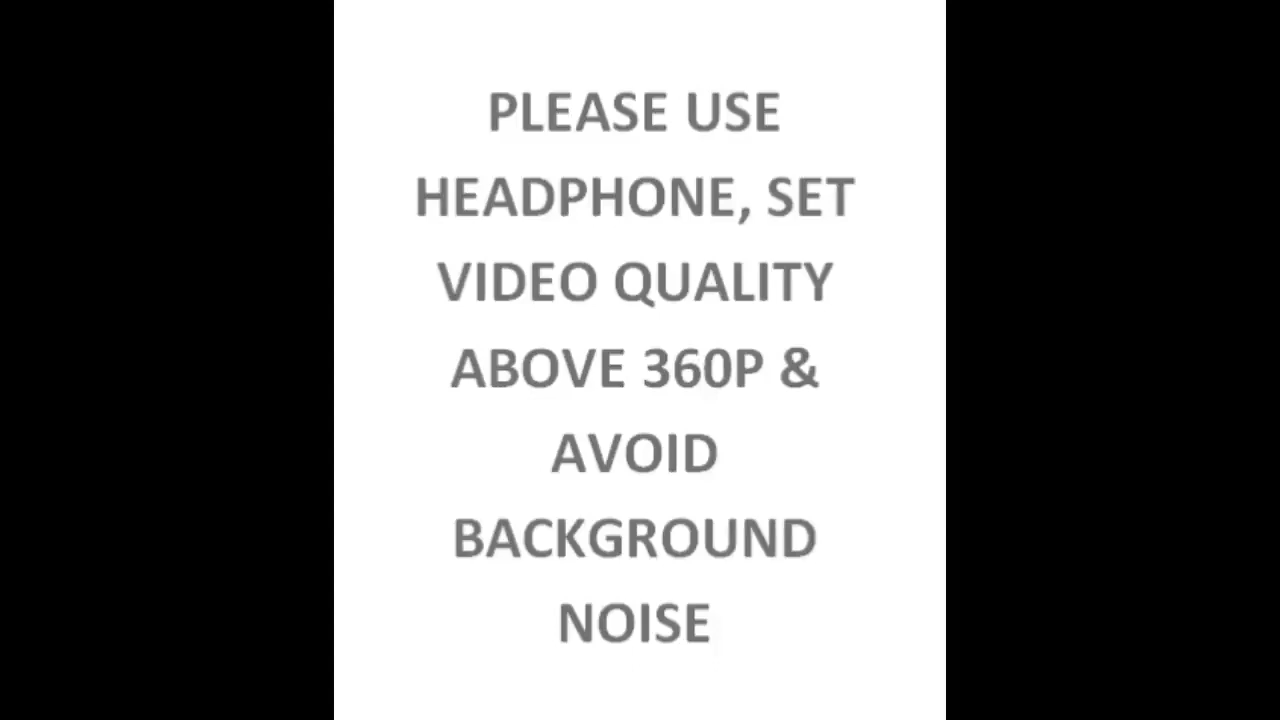 PLEASE USE
HEADPHONE, SET
VIDEO QUALITY
ABOVE 360P &
AVOID
BACKGROUND
NOISE